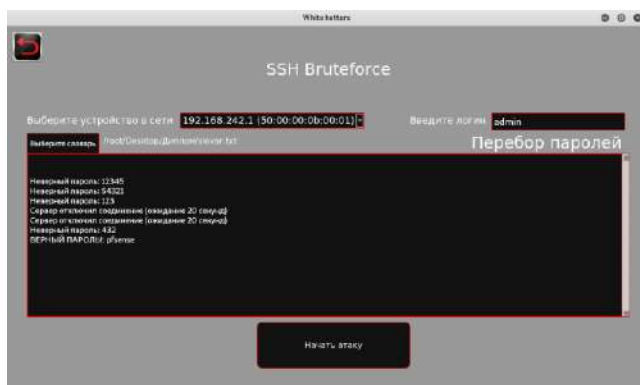 White hatters
SSH Bruteforce
Выберите устройство в сети 192.168.242.1 (50:00:00:0b:00:01) Введите логин admin
Выберите словарь /root/Desktop/Диплом/slovar.txt Перебор паролей
Неверный пароль: 12345
Неверный пароль: 54321
Неверный пароль: 123
Сервер отключил соединение (ожидание 20 секунд)
Сервер отключил соединение (ожидание 20 секунд)
Неверный пароль: 432
ВЕРНЫЙ ПАРОЛЬ!: pfsense
Начать атаку